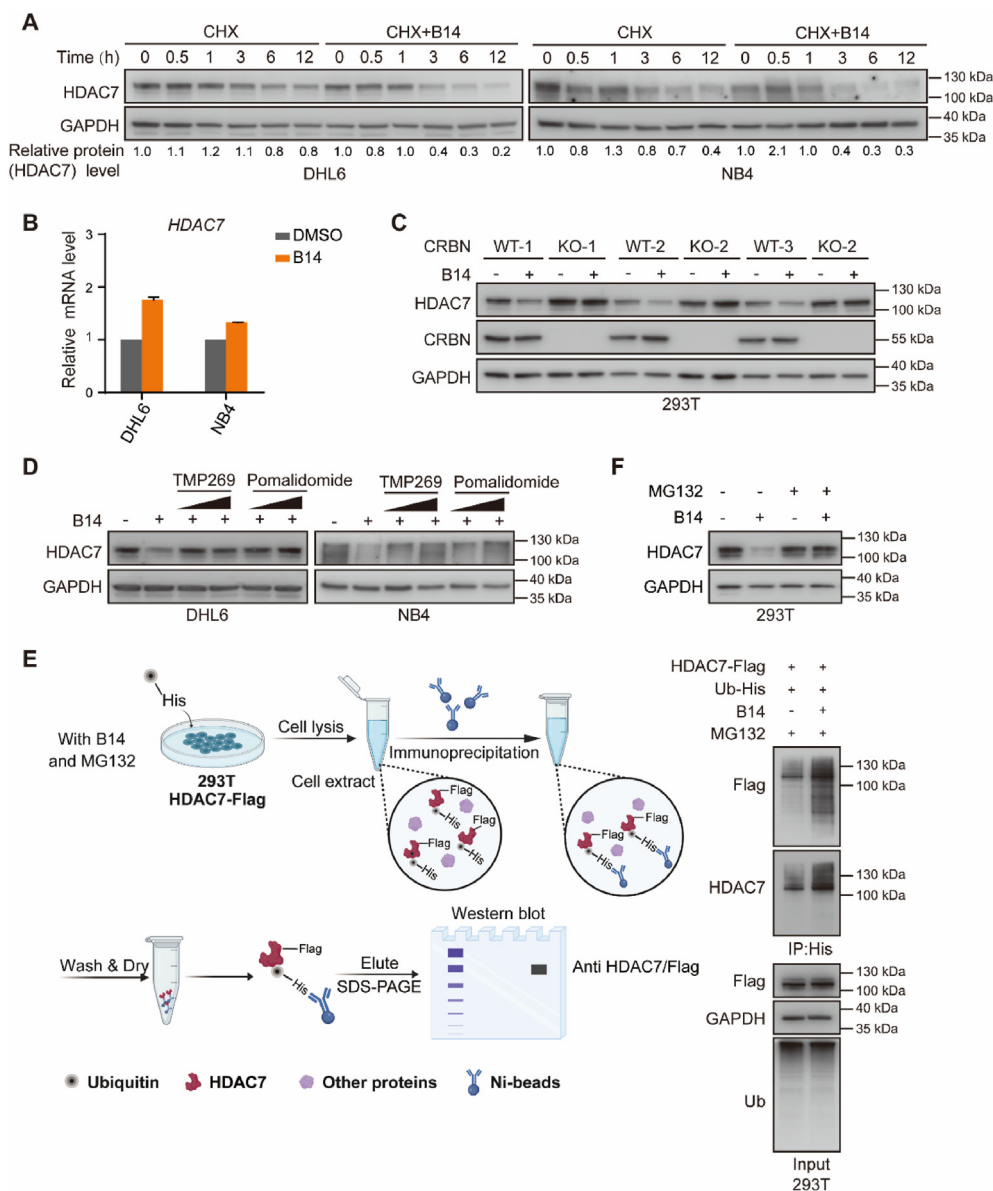 A
CHX CHX+B14 CHX CHX+B14
Time (h) 0 0.5 1 3 6 12 0 0.5 1 3 6 12 0 0.5 1 3 6 12 0 0.5 1 3 6 12
HDAC7 130 kDa
100 kDa
GAPDH 40 kDa
35 kDa
Relative protein (HDAC7) level 1.0 1.1 1.2 1.1 0.8 0.8 1.0 0.8 1.0 0.4 0.3 0.2 1.0 0.8 1.3 0.8 0.7 0.4 1.0 2.1 1.0 0.4 0.3 0.3
DHL6 NB4
B
HDAC7
Relative mRNA level
3
2
1
0
DMSO
B14
DHL6 NB4
C
CRBN WT-1 KO-1 WT-2 KO-2 WT-3 KO-2
B14 - + - + - + - + - + - +
HDAC7 130 kDa
100 kDa
CRBN 55 kDa
GAPDH 40 kDa
35 kDa
293T
D
TMP269 Pomalidomide TMP269 Pomalidomide
B14 - + + + + + - + + + + +
HDAC7 130 kDa
100 kDa
GAPDH 40 kDa
35 kDa
DHL6 NB4
F
MG132 - - + +
B14 - + - +
HDAC7 130 kDa
100 kDa
GAPDH 40 kDa
35 kDa
293T
E
His
With B14
and MG132
293T
HDAC7-Flag
Cell lysis
Cell extract
Immunoprecipitation
Flag
His
Flag
His
Flag
His
Flag
His
Flag
His
Wash & Dry
Flag
His
Elute
SDS-PAGE
Western blot
Anti HDAC7/Flag
Ubiquitin HDAC7 Other proteins Ni-beads
HDAC7-Flag + +
Ub-His + +
B14 - +
MG132 + +
Flag 130 kDa
100 kDa
HDAC7 130 kDa
100 kDa
IP:His
Flag 130 kDa
100 kDa
GAPDH 40 kDa
35 kDa
Ub
Input
293T